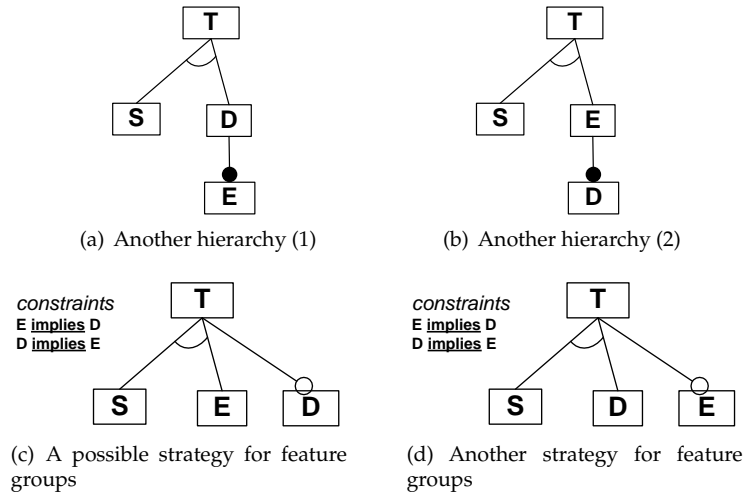 T
T
S
D
S
E
E
D
(a) Another hierarchy (1)
(b) Another hierarchy (2)
constraints
E implies D
D implies E
T
S
E
D
constraints
E implies D
D implies E
T
S
D
E
(c) A possible strategy for feature
groups
(d) Another strategy for feature
groups